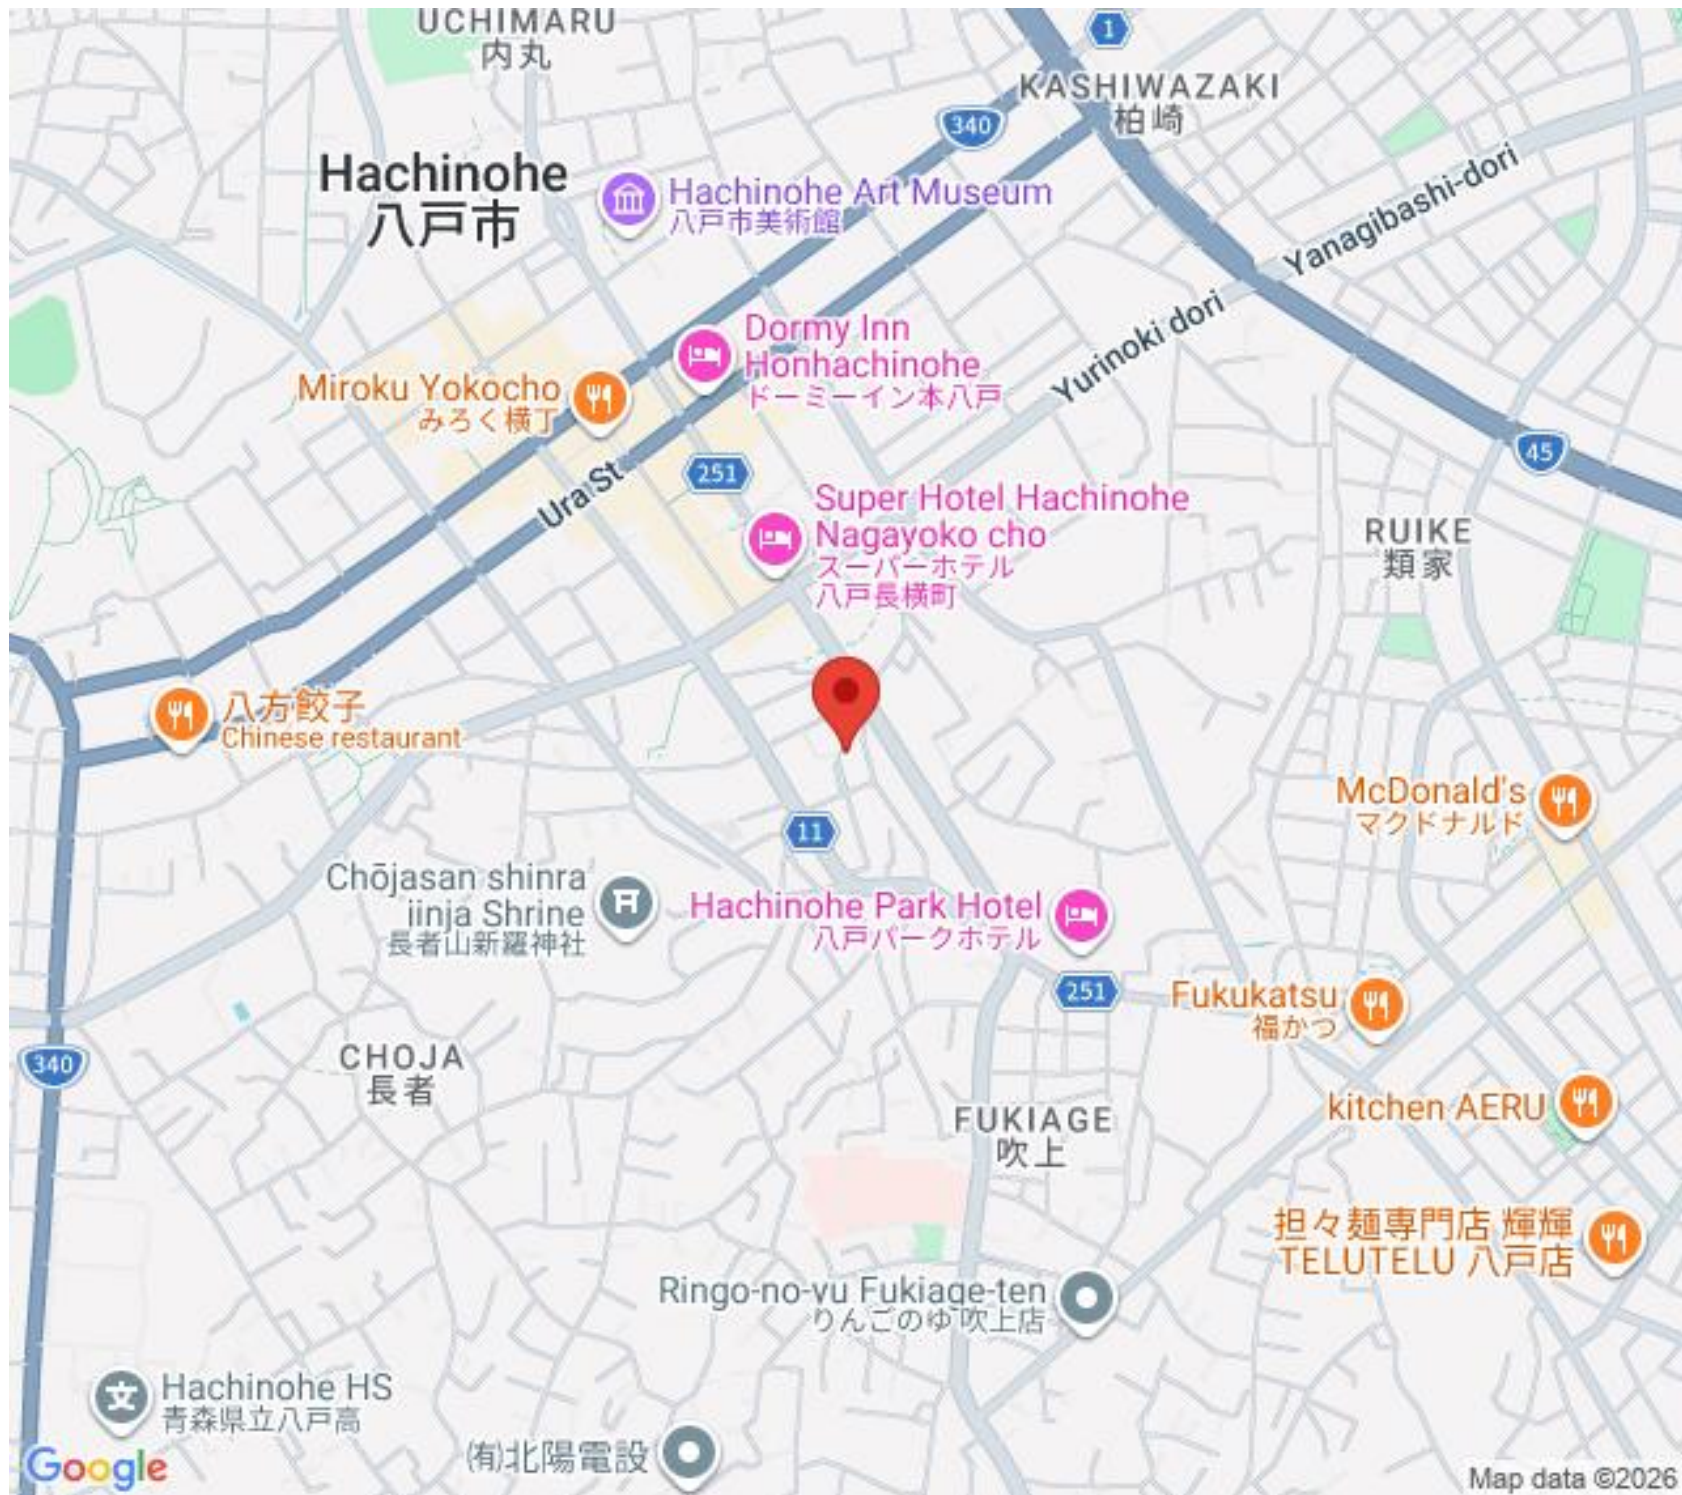 UCHIMARU
内丸
1
KASHIWAZAKI
柏崎
340
Hachinohe
八戸市
Hachinohe Art Museum
八戸市美術館
Yanagibashi-dori
Yurinoki dori
Dormy Inn
Honhachinohe
ドーミーイン本八戸
Miroku Yokocho
みろく横丁
45
251
Ura St
Super Hotel Hachinohe
Nagayoko cho
スーパーホテル
八戸長横町
RUIKE
類家
八方餃子
Chinese restaurant
McDonald's
マクドナルド
11
Chōjasan shinra
jinja Shrine
長者山新羅神社
Hachinohe Park Hotel
八戸パークホテル
251
Fukukatsu
福かつ
340
CHOJA
長者
kitchen AERU
FUKIAGE
吹上
担々麺専門店 輝輝
TELUTELU 八戸店
Ringo-no-yu Fukiage-ten
りんごのゆ 吹上店
Hachinohe HS
青森県立八戸高
㈲北陽電設
Google
Map data ©2026